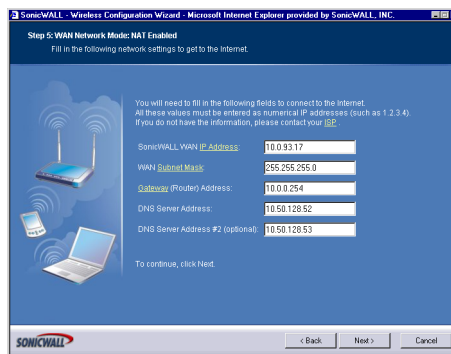 SonicWALL - Wireless Configuration Wizard - Microsoft Internet Explorer provided by SonicWALL, INC.
Step 5: WAN Network Mode: NAT Enabled
Fill in the following network settings to get to the Internet.
You will need to fill in the following fields to connect to the Internet.
All these values must be entered as numerical IP addresses (such as 1.2.3.4).
If you do not have the information, please contact your ISP .
SonicWALL WAN IP Address: 10.0.93.17
WAN Subnet Mask: 255.255.255.0
Gateway (Router) Address: 10.0.0.254
DNS Server Address: 10.50.128.52
DNS Server Address #2 (optional): 10.50.128.53
To continue, click Next.
SONICWALL
< Back Next > Cancel